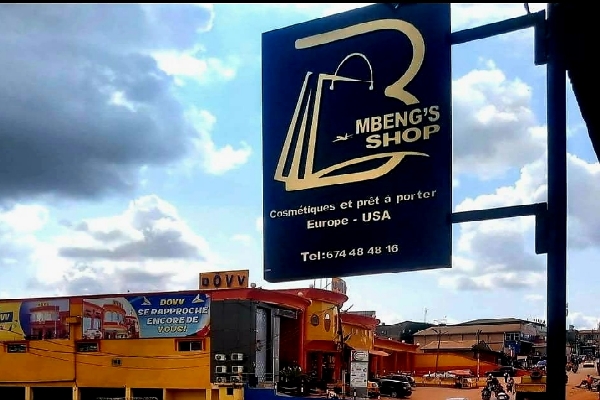 MBENG'S
SHOP
Cosmétiques et prêt à porter
Europe - USA
Tel:674 48 48 16
DOVV
DOVV
SE RAPPROCHE
ENCORE DE
VOUS!